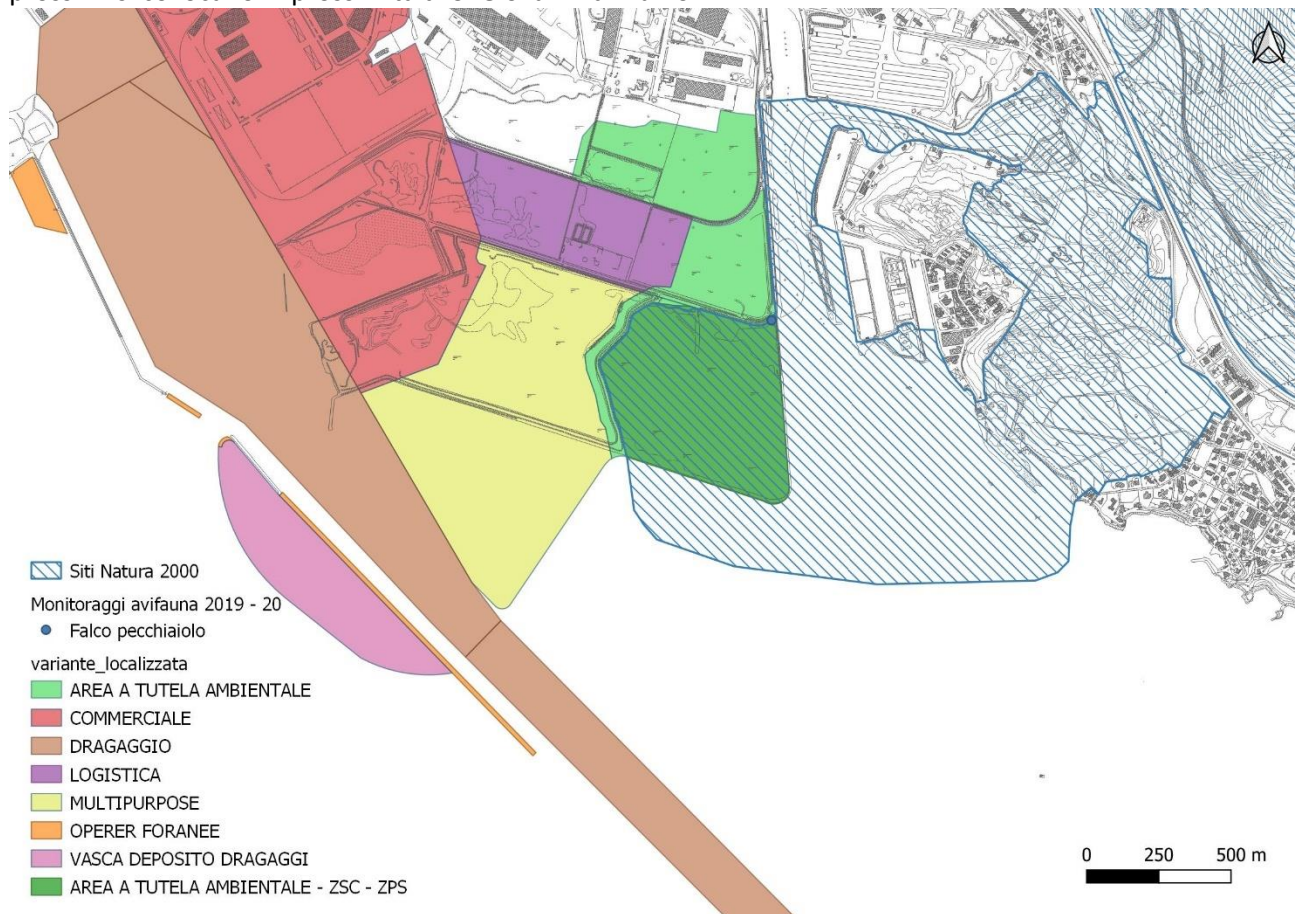 Siti Natura 2000
Monitoraggi avifauna 2019 - 20
Falco pecchiaiolo
variante_localizzata
AREA A TUTELA AMBIENTALE
COMMERCIALE
DRAGAGGIO
LOGISTICA
MULTIPURPOSE
OPERER FORANEE
VASCA DEPOSITO DRAGAGGI
AREA A TUTELA AMBIENTALE - ZSC - ZPS
0 250 500 m